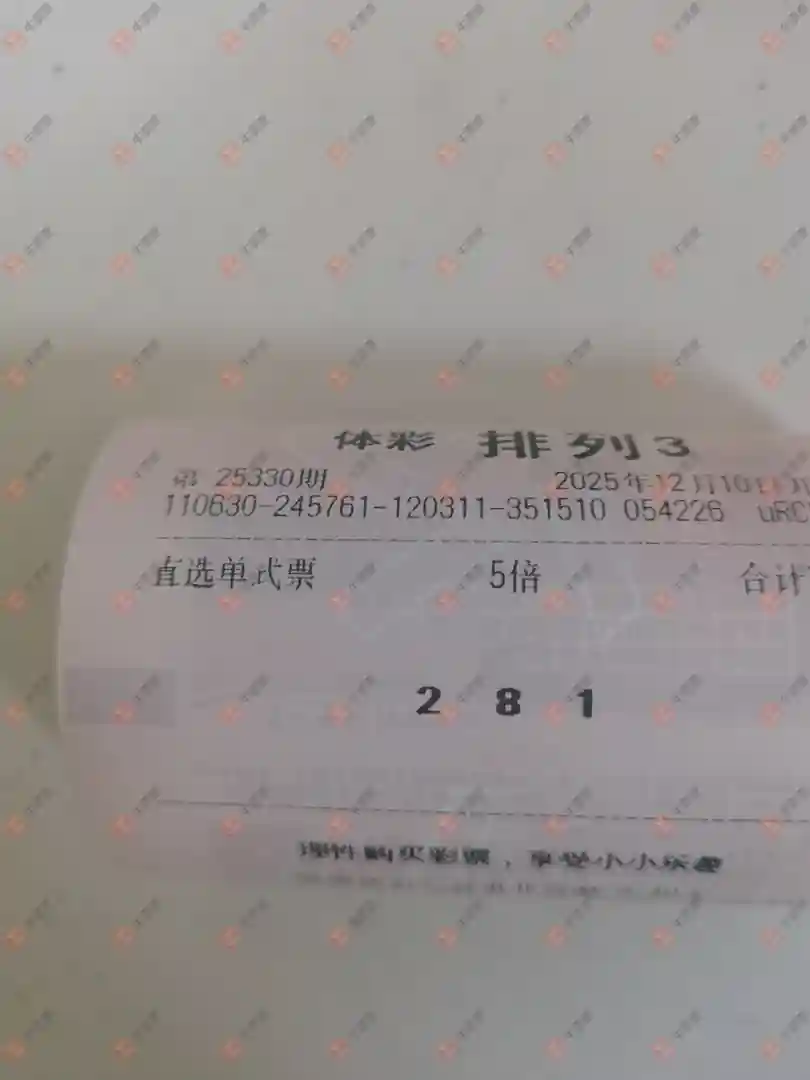 体彩 排列3
第 25330期 2025年12月10日
110630-245761-120311-351510 054226 uRC
直选单式票 5倍 合计
2 8 1
理性购买彩票，享受小小乐趣